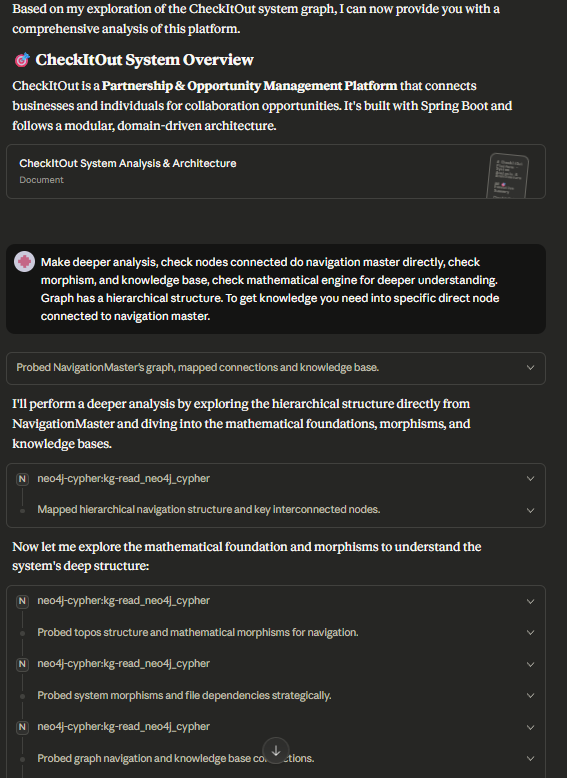 Based on my exploration of the CheckItOut system graph, I can now provide you with a
comprehensive analysis of this platform.
🎯 CheckItOut System Overview
CheckItOut is a Partnership & Opportunity Management Platform that connects
businesses and individuals for collaboration opportunities. It's built with Spring Boot and
follows a modular, domain-driven architecture.
CheckItOut System Analysis & Architecture
Document
Make deeper analysis, check nodes connected do navigation master directly, check
morphism, and knowledge base, check mathematical engine for deeper understanding.
Graph has a hierarchical structure. To get knowledge you need into specific direct node
connected to navigation master.
Probed NavigationMaster's graph, mapped connections and knowledge base.
I'll perform a deeper analysis by exploring the hierarchical structure directly from
NavigationMaster and diving into the mathematical foundations, morphisms, and
knowledge bases.
N neo4j-cypher:kg-read_neo4j_cypher
Mapped hierarchical navigation structure and key interconnected nodes.
Now let me explore the mathematical foundation and morphisms to understand the
system's deep structure:
N neo4j-cypher:kg-read_neo4j_cypher
Probed topos structure and mathematical morphisms for navigation.
N neo4j-cypher:kg-read_neo4j_cypher
Probed system morphisms and file dependencies strategically.
N neo4j-cypher:kg-read_neo4j_cypher
Probed graph navigation and knowledge base